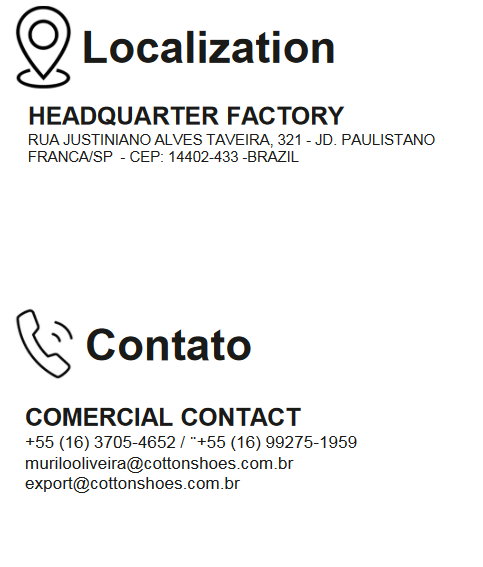 Localization
HEADQUARTER FACTORY
RUA JUSTINIANO ALVES TAVEIRA, 321 - JD. PAULISTANO
FRANCA/SP - CEP: 14402-433 -BRAZIL
Contato
COMERCIAL CONTACT
+55 (16) 3705-4652 / ¨+55 (16) 99275-1959
murilooliveira@cottonshoes.com.br
export@cottonshoes.com.br